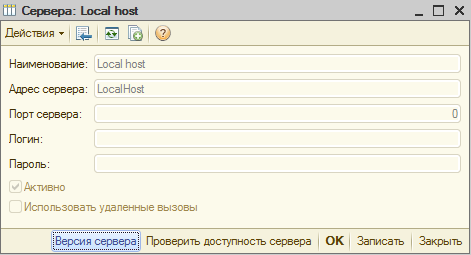 Сервера: Local host
Действия
Наименование: Local host
Адрес сервера: LocalHost
Порт сервера: 0
Логин:
Пароль:
Активно
Использовать удаленные вызовы
Версия сервера Проверить доступность сервера OK Записать Закрыть